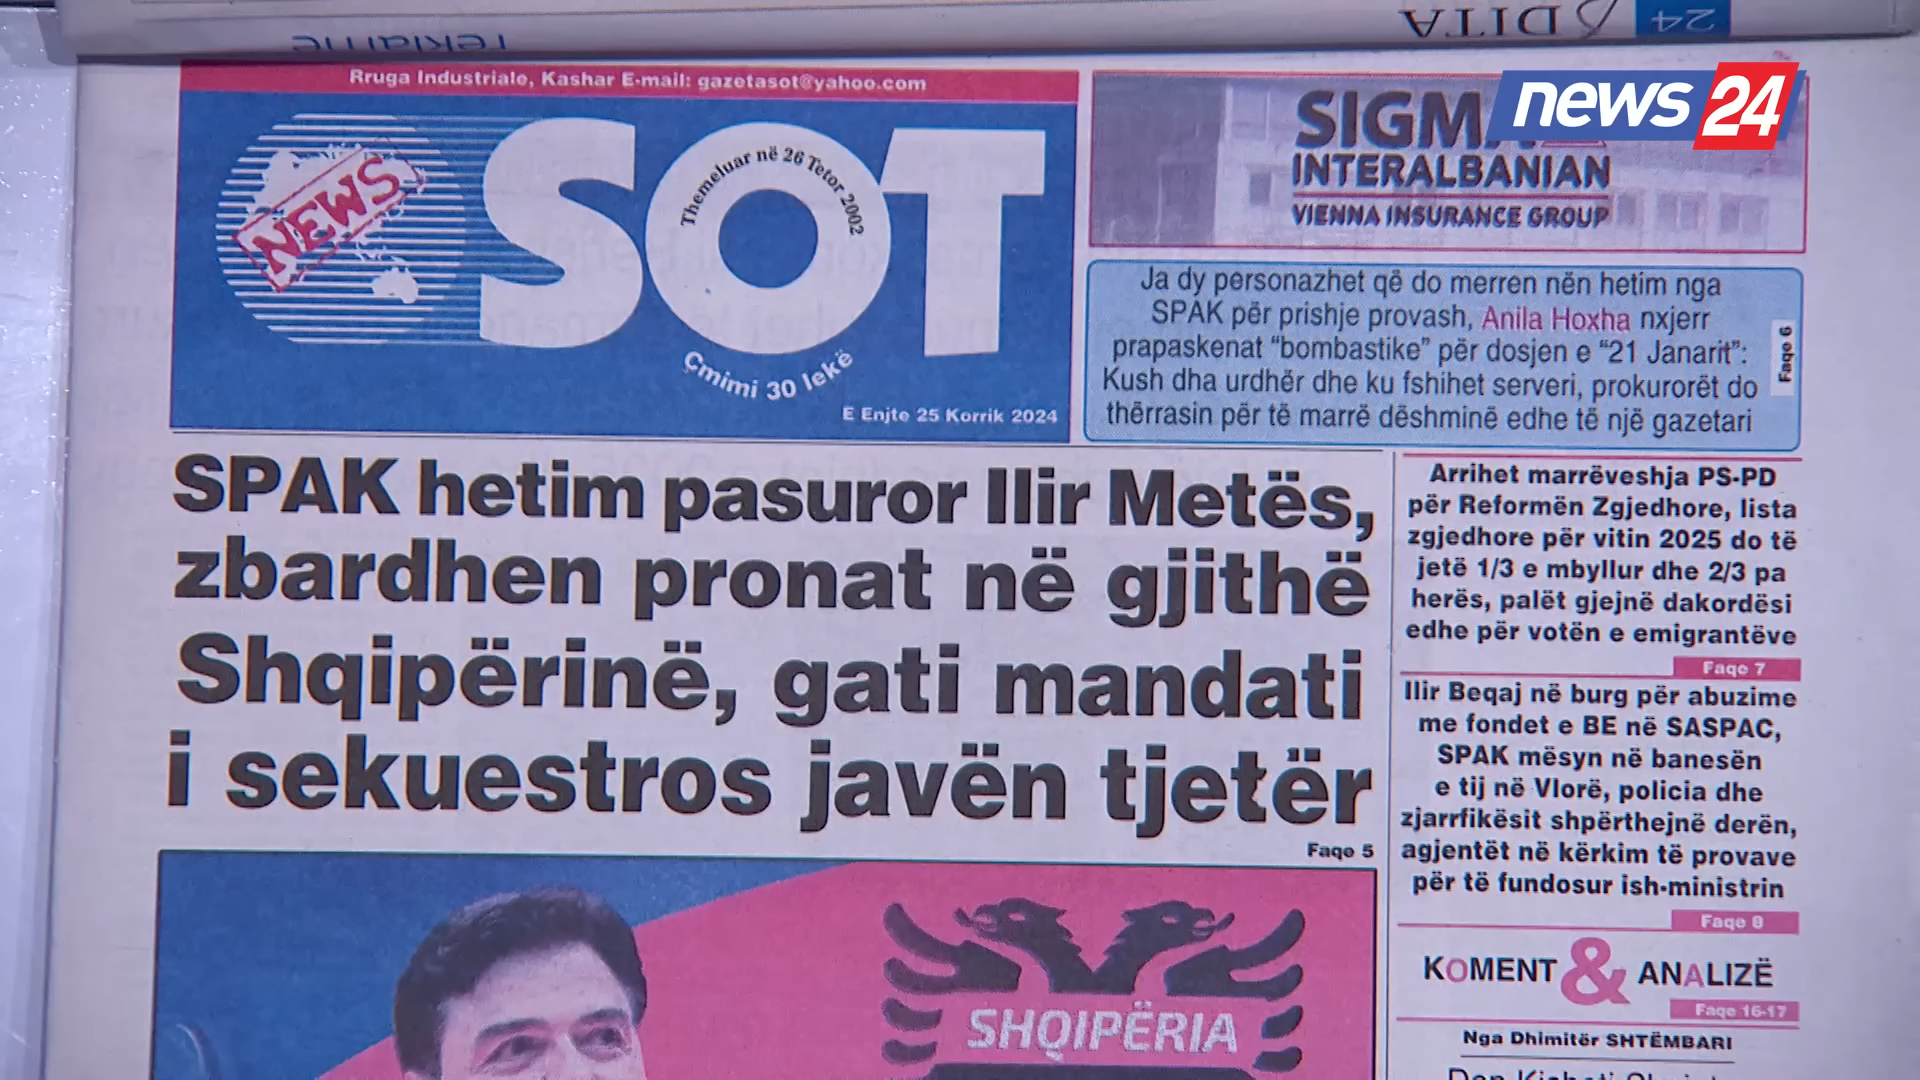 reklamë
DITA 24
news 24
Rruga Industriale, Kashar E-mail: gazetasot@yahoo.com
NEWS
SOT
Themeluar në 26 Tetor 2002
Çmimi 30 lekë
E Enjte 25 Korrik 2024
SIGMA
INTERALBANIAN
VIENNA INSURANCE GROUP
Ja dy personazhet që do merren nën hetim nga
SPAK për prishje provash, Anila Hoxha nxjerr
prapaskenat “bombastike” për dosjen e “21 Janarit”:
Kush dha urdhër dhe ku fshihet serveri, prokurorët do
thërrasin për të marrë dëshminë edhe të një gazetari
Faqe 6
SPAK hetim pasuror Ilir Metës,
zbardhen pronat në gjithë
Shqipërinë, gati mandati
i sekuestros javën tjetër
Faqe 5
SHQIPËRIA
Arrihet marrëveshja PS-PD
për Reformën Zgjedhore, lista
zgjedhore për vitin 2025 do të
jetë 1/3 e mbyllur dhe 2/3 pa
herës, palët gjejnë dakordësi
edhe për votën e emigrantëve
Faqe 7
Ilir Beqaj në burg për abuzime
me fondet e BE në SASPAC,
SPAK mësyn në banesën
e tij në Vlorë, policia dhe
zjarrfikësit shpërthejnë derën,
agjentët në kërkim të provave
për të fundosur ish-ministrin
Faqe 8
KOMENT & ANALIZË
Faqe 16-17
Nga Dhimitër SHTËMBARI